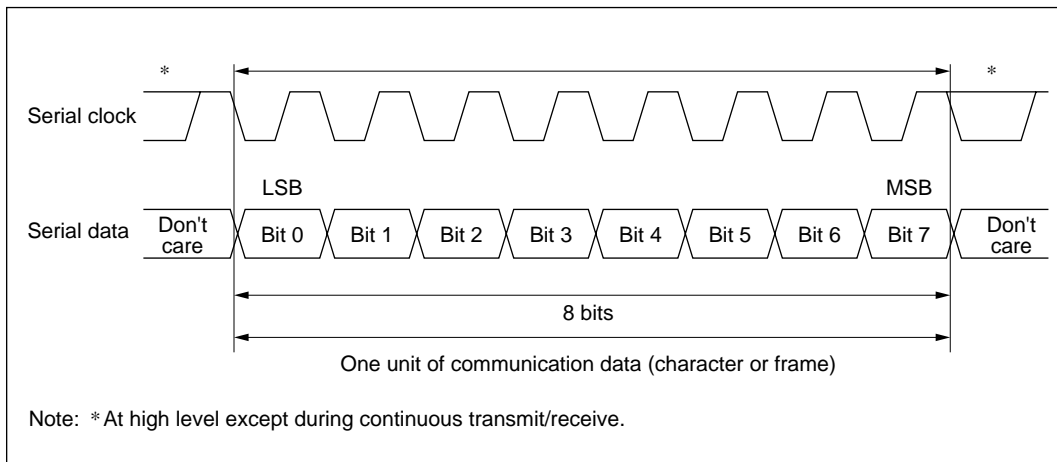 * *
Serial clock
LSB MSB
Serial data Don't care Bit 0 Bit 1 Bit 2 Bit 3 Bit 4 Bit 5 Bit 6 Bit 7 Don't care
8 bits
One unit of communication data (character or frame)
Note: * At high level except during continuous transmit/receive.